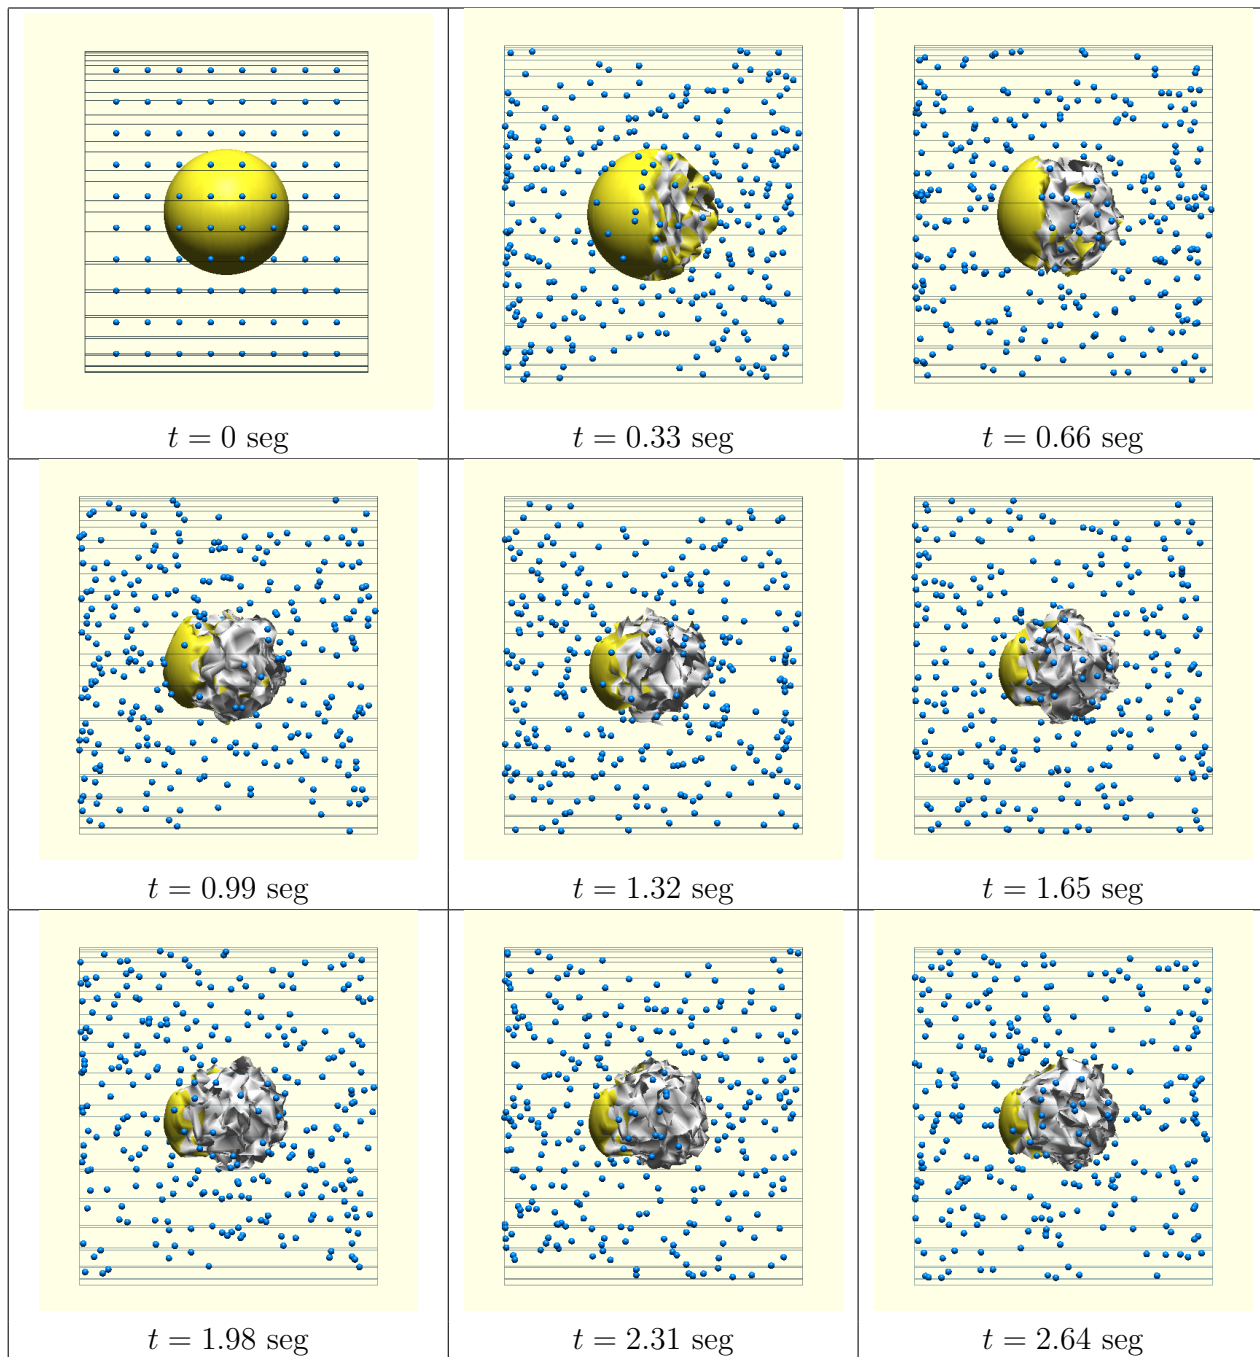 t = 0 seg
t = 0.33 seg
t = 0.66 seg
t = 0.99 seg
t = 1.32 seg
t = 1.65 seg
t = 1.98 seg
t = 2.31 seg
t = 2.64 seg